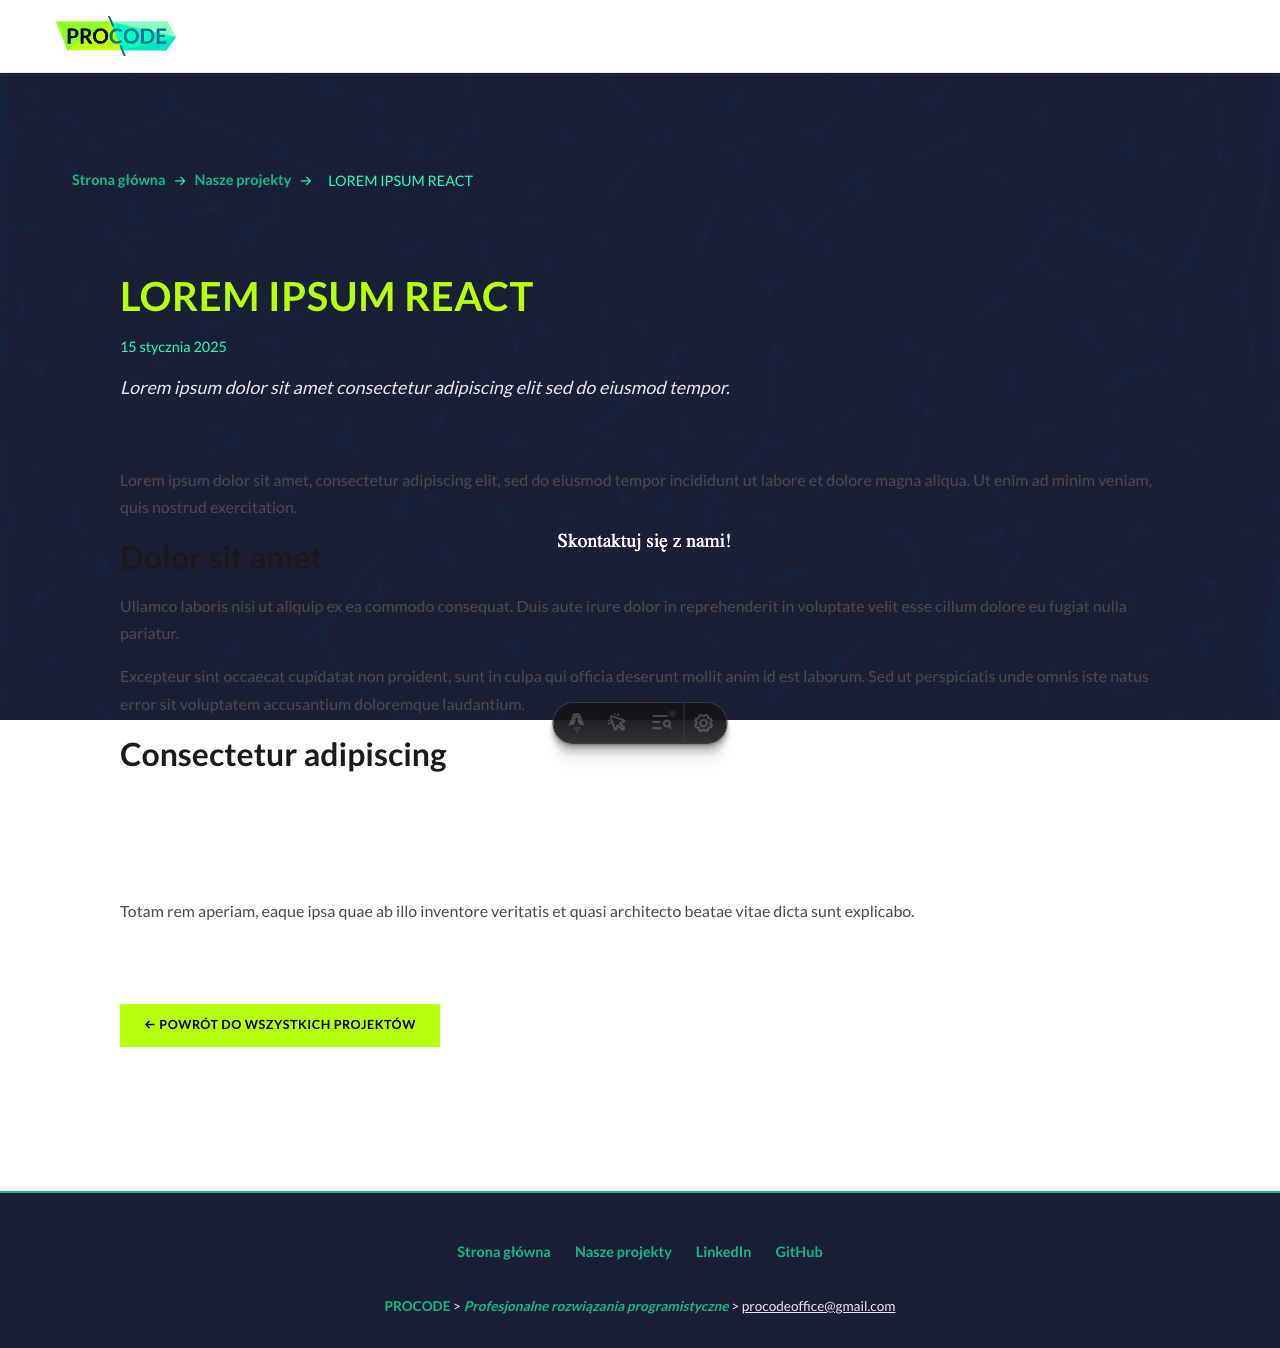 PROCODE
Strona główna → Nasze projekty → LOREM IPSUM REACT
LOREM IPSUM REACT
15 stycznia 2025
Lorem ipsum dolor sit amet consectetur adipiscing elit sed do eiusmod tempor.
Lorem ipsum dolor sit amet, consectetur adipiscing elit, sed do eiusmod tempor incididunt ut labore et dolore magna aliqua. Ut enim ad minim veniam,
quis nostrud exercitation.
Skontaktuj się z nami!
Dolor sit amet
Ullamco laboris nisi ut aliquip ex ea commodo consequat. Duis aute irure dolor in reprehenderit in voluptate velit esse cillum dolore eu fugiat nulla
pariatur.
Excepteur sint occaecat cupidatat non proident, sunt in culpa qui officia deserunt mollit anim id est laborum. Sed ut perspiciatis unde omnis iste natus
error sit voluptatem accusantium doloremque laudantium.
Consectetur adipiscing
Totam rem aperiam, eaque ipsa quae ab illo inventore veritatis et quasi architecto beatae vitae dicta sunt explicabo.
← POWRÓT DO WSZYSTKICH PROJEKTÓW
Strona główna Nasze projekty LinkedIn GitHub
PROCODE > Profesjonalne rozwiązania programistyczne > procodeoffice@gmail.com